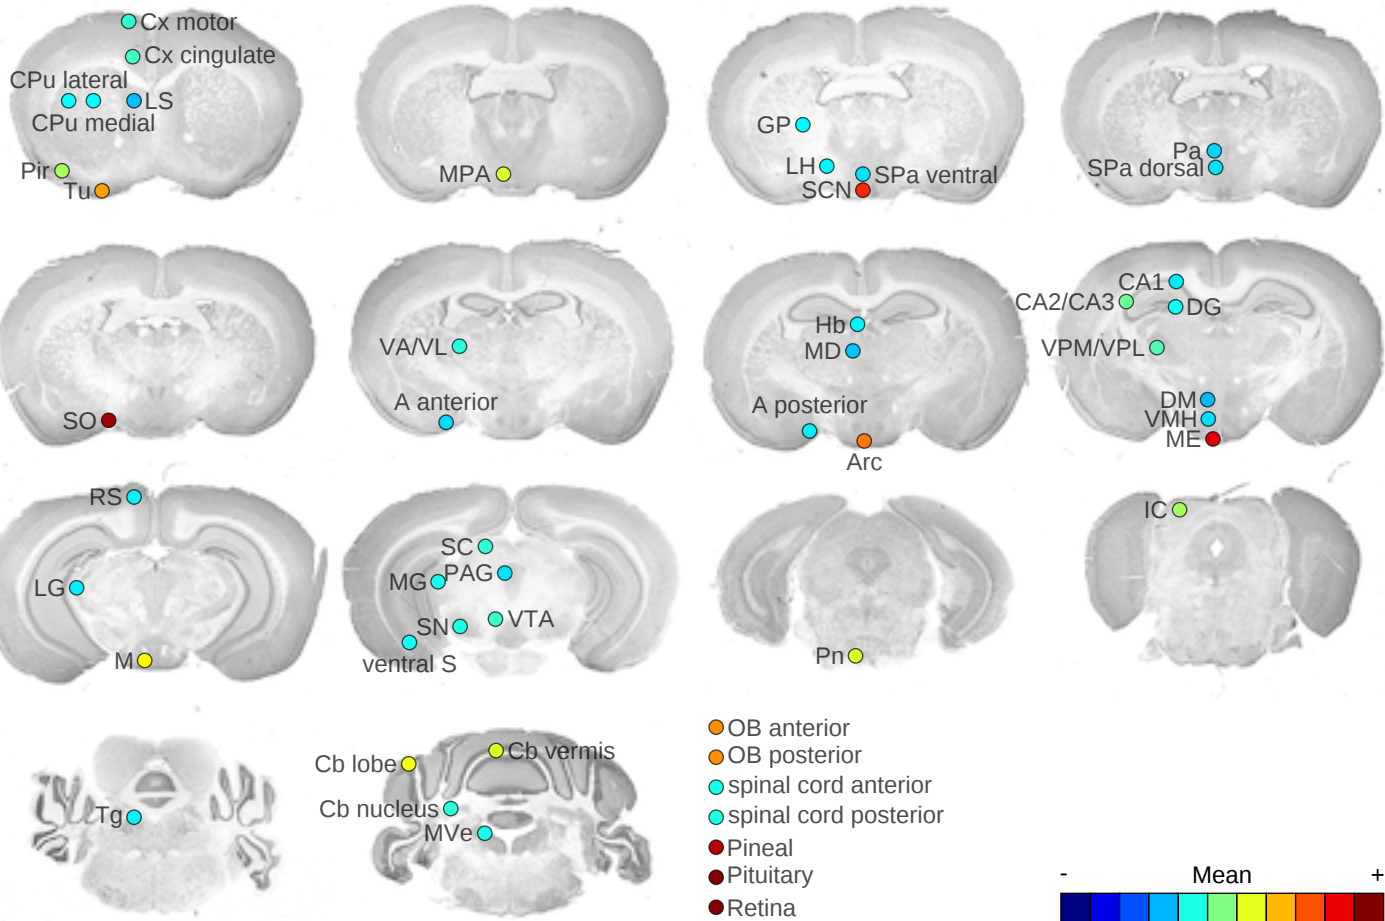 Cx motor
Cx cingulate
CPu lateral
LS
CPu medial
Pir
Tu
MPA
GP
LH
SPa ventral
SCN
Pa
SPa dorsal
SO
VA/VL
A anterior
Hb
MD
A posterior
Arc
CA1
CA2/CA3
DG
VPM/VPL
DM
VMH
ME
RS
LG
M
SC
MG
PAG
SN
VTA
ventral S
Pn
IC
Tg
Cb lobe
Cb vermis
Cb nucleus
MVe
OB anterior
OB posterior
spinal cord anterior
spinal cord posterior
Pineal
Pituitary
Retina
- Mean +